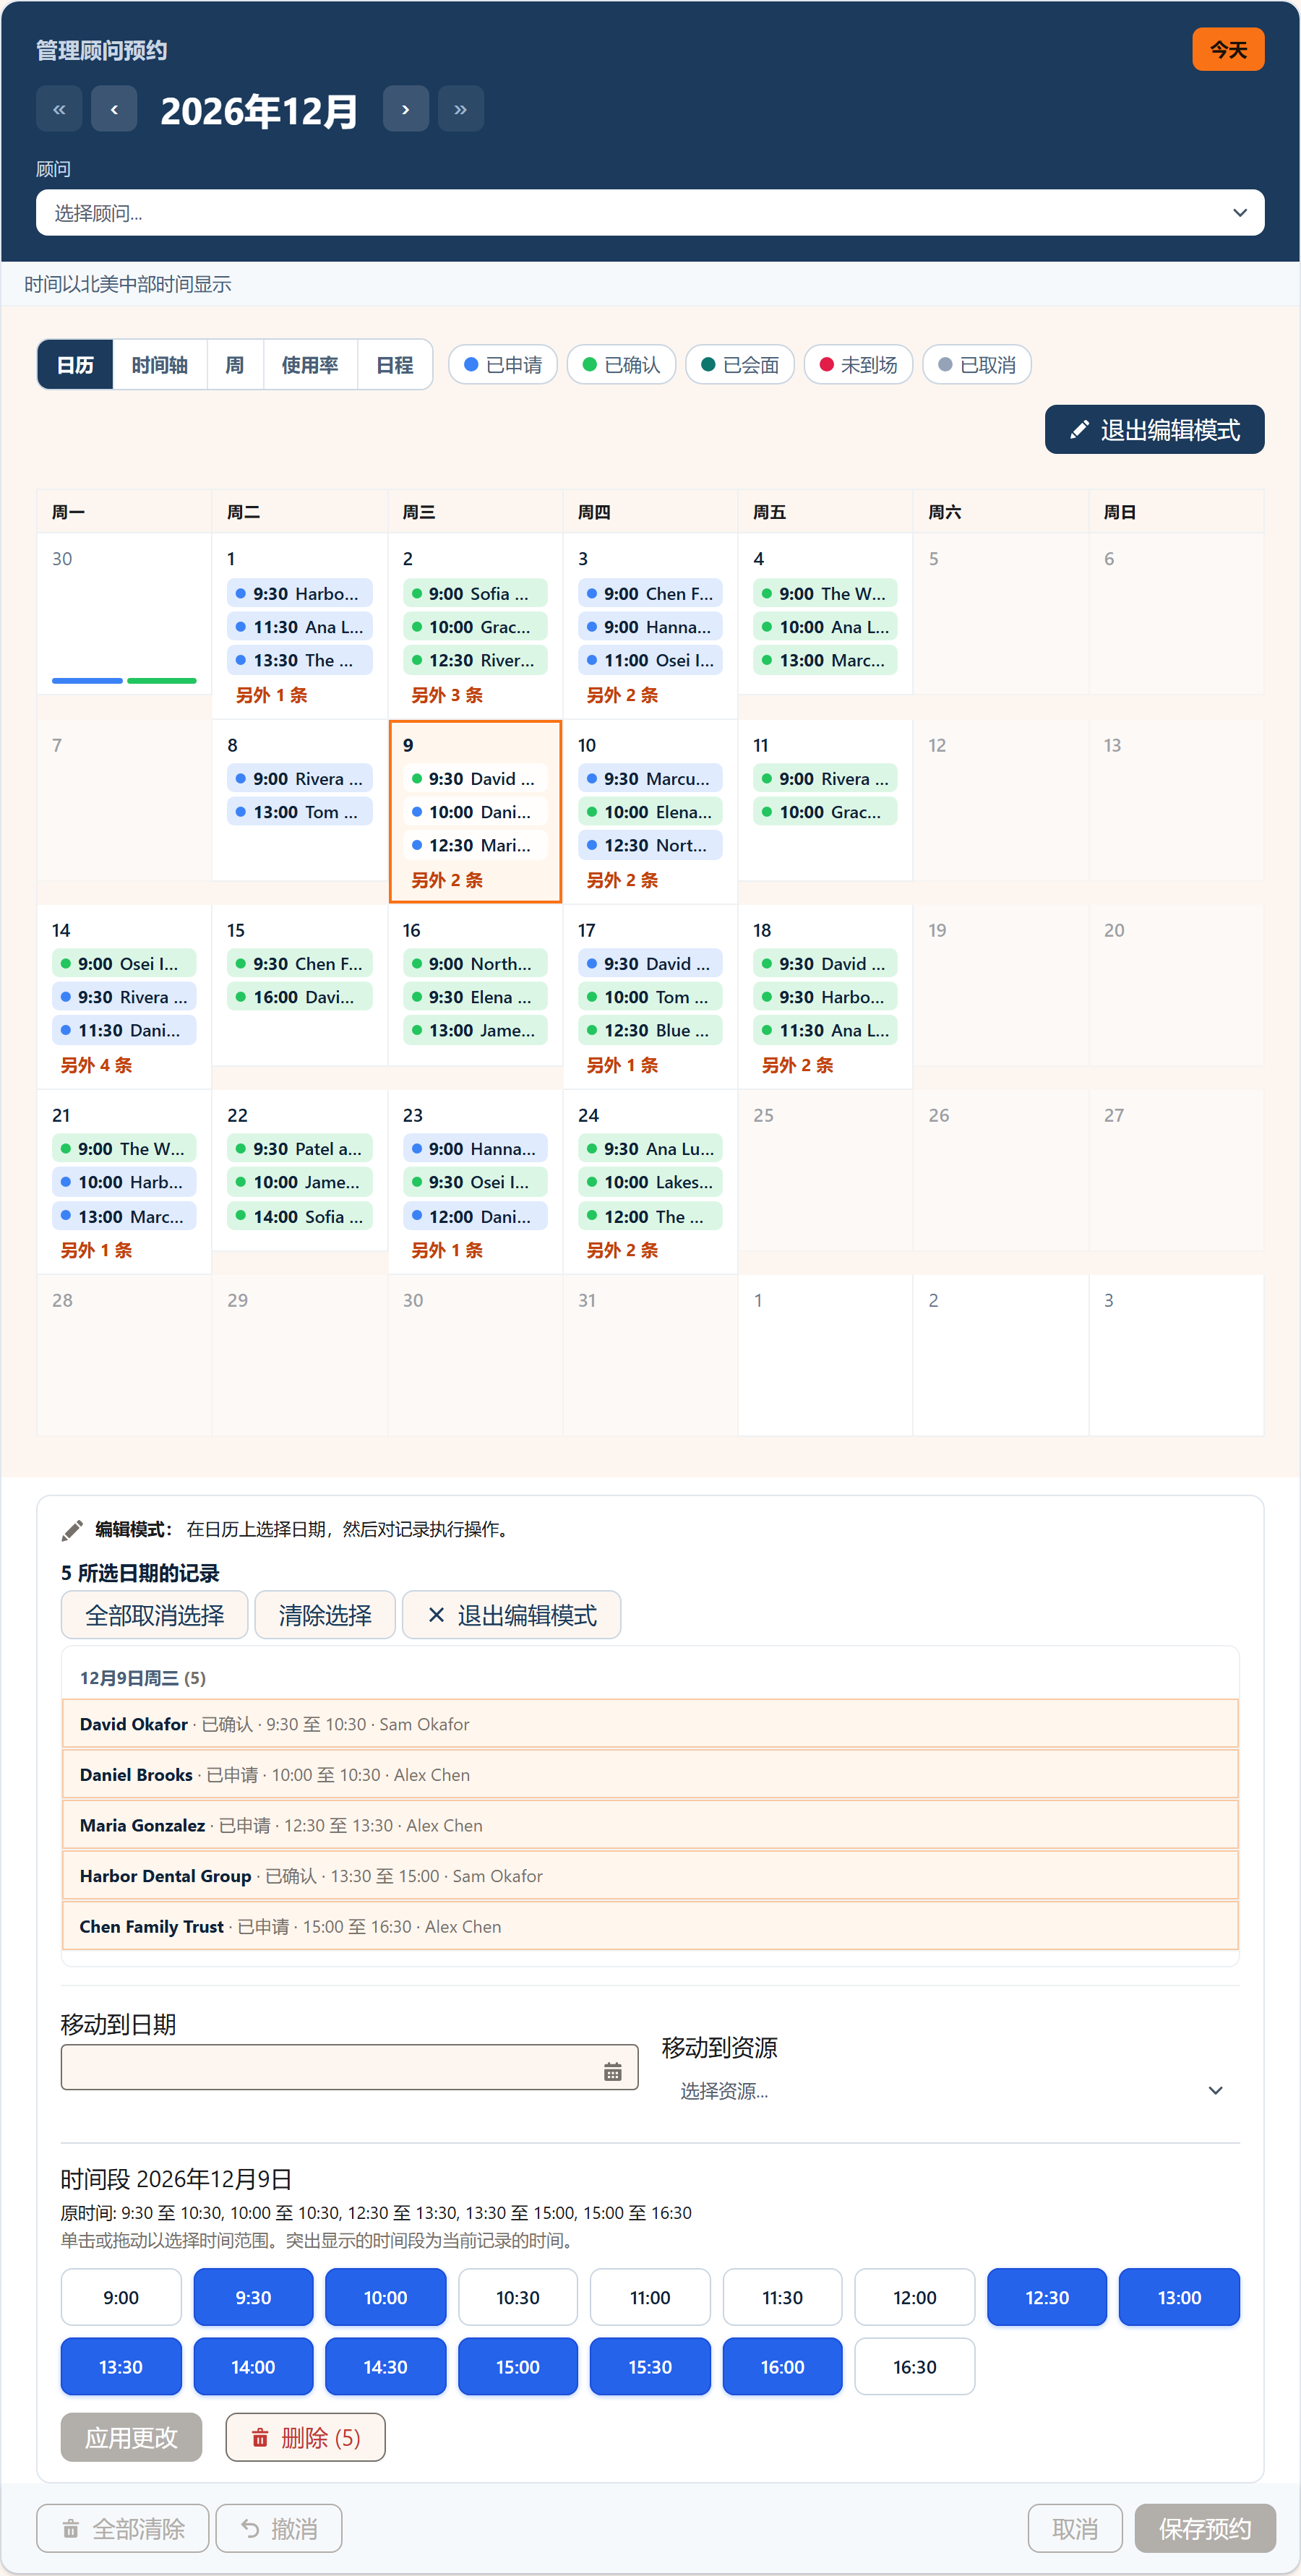 管理顾问预约
今天
« ‹ 2026年12月 › »
顾问
选择顾问...
时间以北美中部时间显示
日历 时间轴 周 使用率 日程 已申请 已确认 已会面 未到场 已取消
退出编辑模式
周一 周二 周三 周四 周五 周六 周日
30 1 2 3 4 5 6
9:30 Harbo... 9:00 Sofia ... 9:00 Chen F... 9:00 The W...
11:30 Ana L... 10:00 Grac... 9:00 Hanna... 10:00 Ana L...
13:30 The ... 12:30 River... 11:00 Osei I... 13:00 Marc...
另外 1 条 另外 3 条 另外 2 条
7 8 9 10 11 12 13
9:00 Rivera ... 9:30 David ... 9:30 Marcu... 9:00 Rivera ...
13:00 Tom ... 10:00 Dani... 10:00 Elena... 10:00 Grac...
12:30 Mari... 12:30 Nort...
另外 2 条 另外 2 条
14 15 16 17 18 19 20
9:00 Osei I... 9:30 Chen F... 9:00 North... 9:30 David ... 9:30 David ...
9:30 Rivera ... 16:00 Davi... 9:30 Elena ... 10:00 Tom ... 9:30 Harbo...
11:30 Dani... 13:00 Jame... 12:30 Blue ... 11:30 Ana L...
另外 4 条 另外 1 条 另外 2 条
21 22 23 24 25 26 27
9:00 The W... 9:30 Patel a... 9:00 Hanna... 9:30 Ana Lu...
10:00 Harb... 10:00 Jame... 9:30 Osei I... 10:00 Lakes...
13:00 Marc... 14:00 Sofia ... 12:00 Dani... 12:00 The ...
另外 1 条 另外 1 条 另外 2 条
28 29 30 31 1 2 3
编辑模式： 在日历上选择日期，然后对记录执行操作。
5 所选日期的记录
全部取消选择 清除选择 退出编辑模式
12月9日周三 (5)
David Okafor · 已确认 · 9:30 至 10:30 · Sam Okafor
Daniel Brooks · 已申请 · 10:00 至 10:30 · Alex Chen
Maria Gonzalez · 已申请 · 12:30 至 13:30 · Alex Chen
Harbor Dental Group · 已确认 · 13:30 至 15:00 · Sam Okafor
Chen Family Trust · 已申请 · 15:00 至 16:30 · Alex Chen
移动到日期
移动到资源
选择资源...
时间段 2026年12月9日
原时间: 9:30 至 10:30, 10:00 至 10:30, 12:30 至 13:30, 13:30 至 15:00, 15:00 至 16:30
单击或拖动以选择时间范围。突出显示的时间段为当前记录的时间。
9:00 9:30 10:00 10:30 11:00 11:30 12:00 12:30 13:00
13:30 14:00 14:30 15:00 15:30 16:00 16:30
应用更改 删除 (5)
全部清除 撤消 取消 保存预约